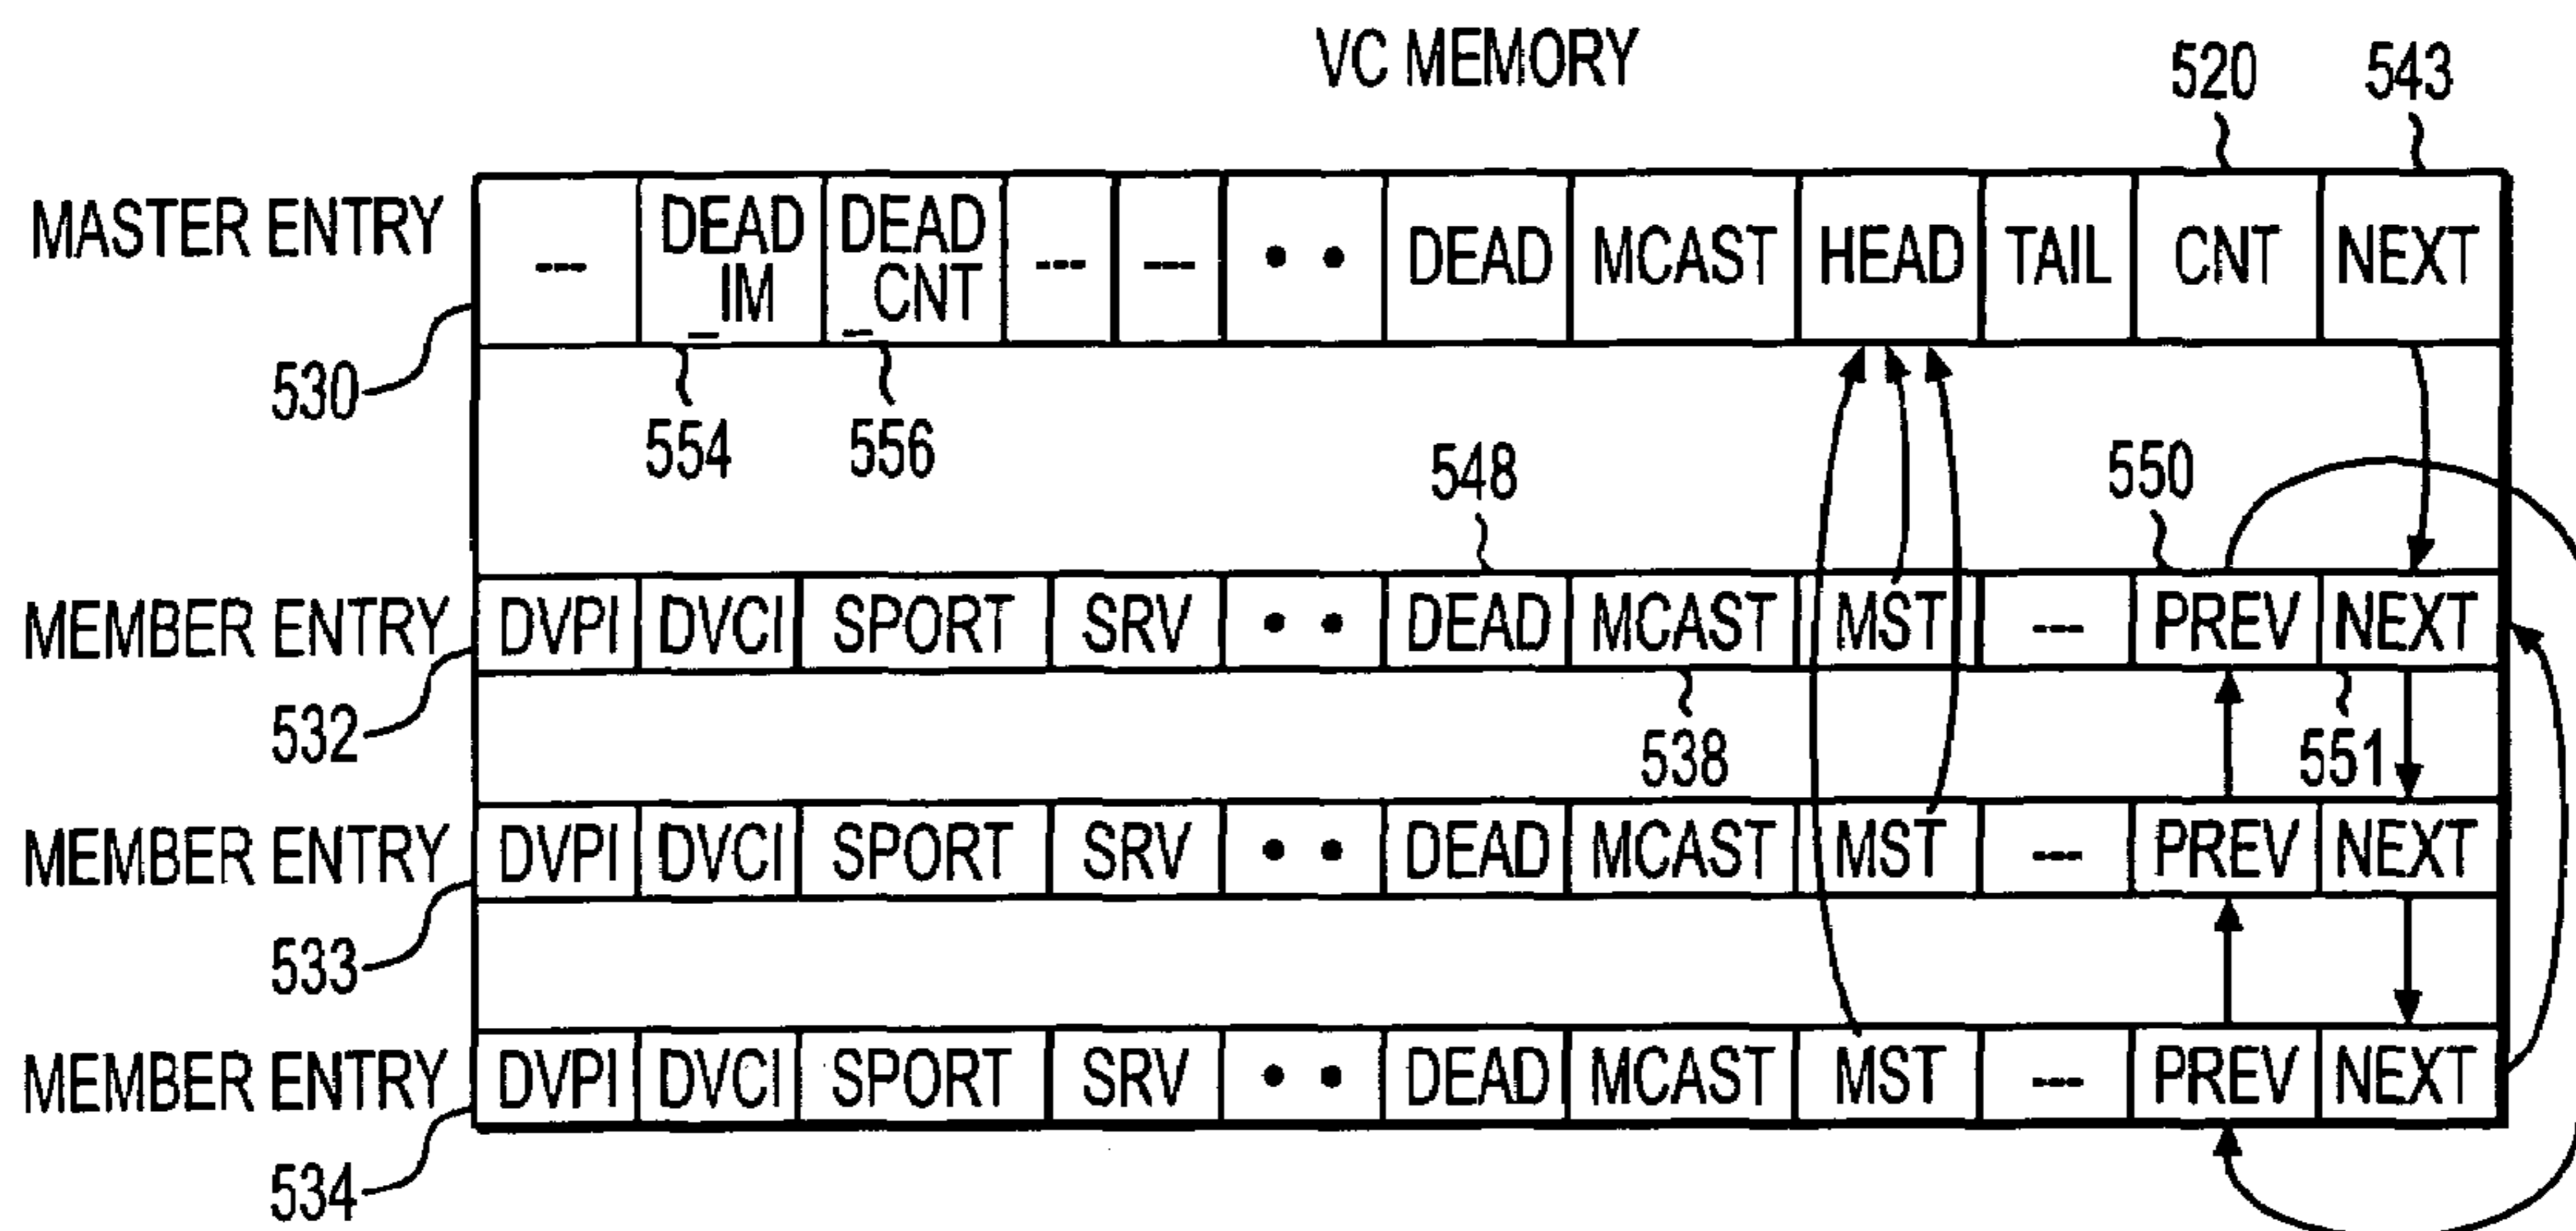 VC MEMORY
520 543
MASTER ENTRY --- DEAD_IM DEAD_CNT --- --- • • DEAD MCAST HEAD TAIL CNT NEXT
530
554 556
548 550
MEMBER ENTRY DVPI DVCI SPORT SRV • • DEAD MCAST MST --- PREV NEXT
532
538 551
MEMBER ENTRY DVPI DVCI SPORT SRV • • DEAD MCAST MST --- PREV NEXT
533
MEMBER ENTRY DVPI DVCI SPORT SRV • • DEAD MCAST MST --- PREV NEXT
534